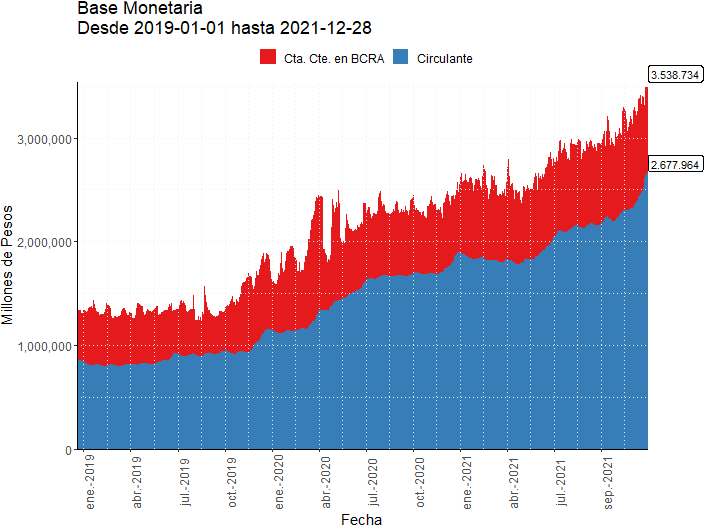 Base Monetaria
Desde 2019-01-01 hasta 2021-12-28
Cta. Cte. en BCRA
Circulante
3.538.734
2.677.964
3,000,000
2,000,000
1,000,000
0
Millones de Pesos
ene.-2019
abr.-2019
jul.-2019
oct.-2019
ene.-2020
abr.-2020
jul.-2020
oct.-2020
ene.-2021
abr.-2021
jul.-2021
sep.-2021
Fecha